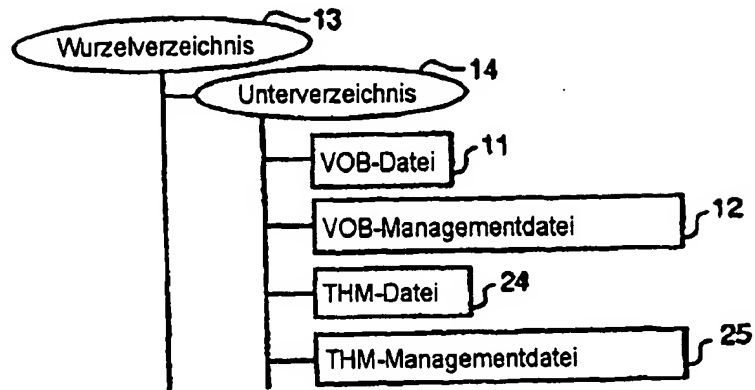 13
Wurzelverzeichnis
14
Unterverzeichnis
11
VOB-Datei
12
VOB-Managementdatei
24
THM-Datei
25
THM-Managementdatei